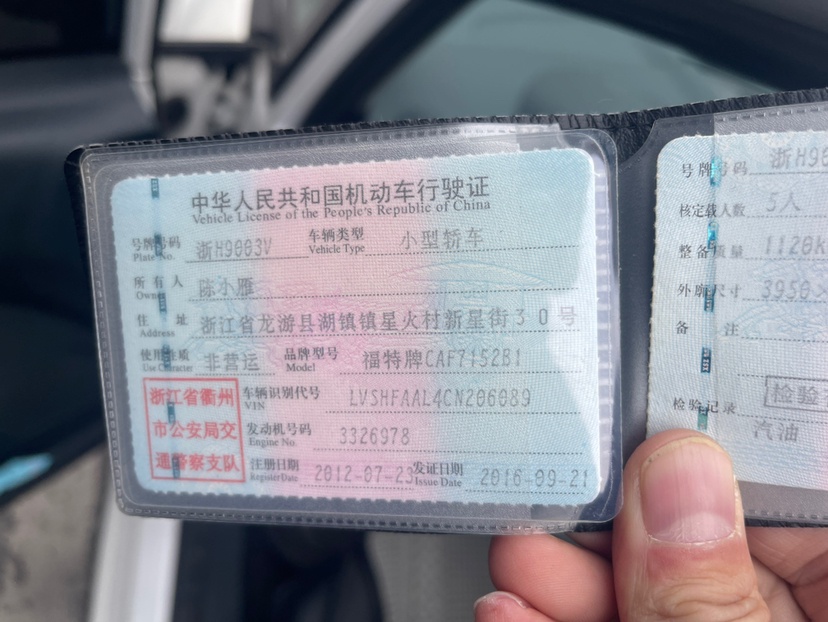 中华人民共和国机动车行驶证
Vehicle License of the People's Republic of China
号牌号码 浙H9003V 车辆类型 小型轿车
Plate No. Vehicle Type
所有人 陈小雁
Owner
住址 浙江省龙游县湖镇镇星火村新星街30号
Address
使用性质 非营运 品牌型号 福特牌CAF7152B1
Use Character Model
浙江省衢州
市公安局交
通警察支队
车辆识别代号 LVSHFAAL4CN206089
VIN
发动机号码 3326978
Engine No.
注册日期 2012-07-23 发证日期 2016-09-21
Register Date Issue Date
号牌号码 浙H90
核定载人数 5人
整备质量 1120k
外廓尺寸 3950×
备注
检验记录 检验
汽油